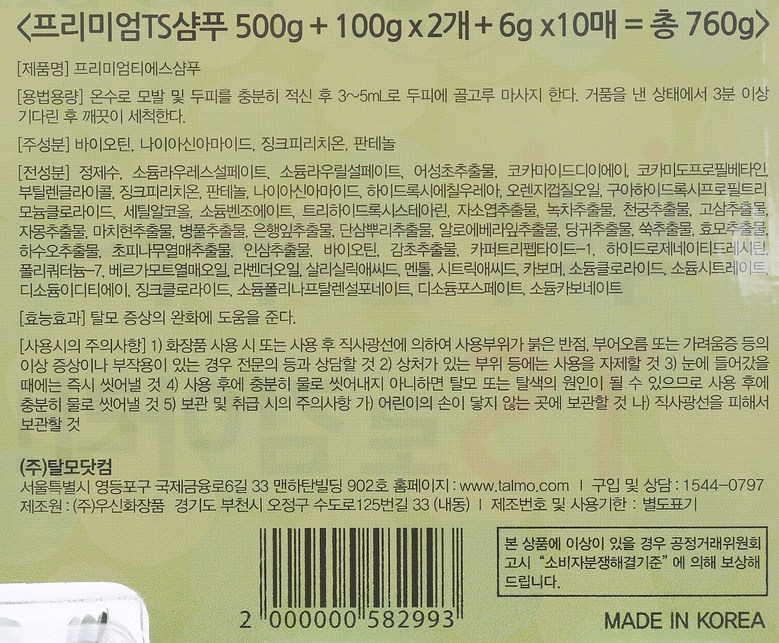 <프리미엄TS샴푸 500g + 100g x 2개 + 6g x10매 = 총 760g>
[제품명] 프리미엄티에스샴푸
[용법용량] 온수로 모발 및 두피를 충분히 적신 후 3~5mL로 두피에 골고루 마사지 한다. 거품을 낸 상태에서 3분 이상
기다린 후 깨끗이 세척한다.
[주성분] 바이오틴, 나이아신아마이드, 징크피리치온, 판테놀
[전성분] 정제수, 소듐라우레스설페이트, 소듐라우릴설페이트, 어성초추출물, 코카마이드디이에이, 코카미도프로필베타인,
부틸렌글라이콜, 징크피리치온, 판테놀, 나이아신아마이드, 하이드록시에칠우레아, 오렌지껍질오일, 구아하이드록시프로필트리
모늄클로라이드, 세틸알코올, 소듐벤조에이트, 트리하이드록시스테아린, 자소엽추출물, 녹차추출물, 천궁추출물, 고삼추출물,
자몽추출물, 마치현추출물, 병풀추출물, 은행잎추출물, 단삼뿌리추출물, 알로에베라잎추출물, 당귀추출물, 쑥추출물, 효모추출물,
하수오추출물, 초피나무열매추출물, 인삼추출물, 바이오틴, 감초추출물, 카퍼트리펩타이드-1, 하이드로제네이티드레시틴,
폴리쿼터늄-7, 베르가모트열매오일, 라벤더오일, 살리실릭애씨드, 멘톨, 시트릭애씨드, 카보머, 소듐클로라이드, 소듐시트레이트,
디소듐이디티에이, 징크클로라이드, 소듐폴리나프탈렌설포네이트, 디소듐포스페이트, 소듐카보네이트
[효능효과] 탈모 증상의 완화에 도움을 준다.
[사용시의 주의사항] 1) 화장품 사용 시 또는 사용 후 직사광선에 의하여 사용부위가 붉은 반점, 부어오름 또는 가려움증 등의
이상 증상이나 부작용이 있는 경우 전문의 등과 상담할 것 2) 상처가 있는 부위 등에는 사용을 자제할 것 3) 눈에 들어갔을
때에는 즉시 씻어낼 것 4) 사용 후에 충분히 물로 씻어내지 아니하면 탈모 또는 탈색의 원인이 될 수 있으므로 사용 후에
충분히 물로 씻어낼 것 5) 보관 및 취급 시의 주의사항 가) 어린이의 손이 닿지 않는 곳에 보관할 것 나) 직사광선을 피해서
보관할 것
(주)탈모닷컴
서울특별시 영등포구 국제금융로6길 33 맨하탄빌딩 902호 홈페이지 : www.talmo.com | 구입 및 상담 : 1544-0797
제조원 : (주)우신화장품 경기도 부천시 오정구 수도로125번길 33 (내동) | 제조번호 및 사용기한 : 별도표기
본 상품에 이상이 있을 경우 공정거래위원회
고시 “소비자분쟁해결기준” 에 의해 보상해
드립니다.
2 000000 582993
MADE IN KOREA